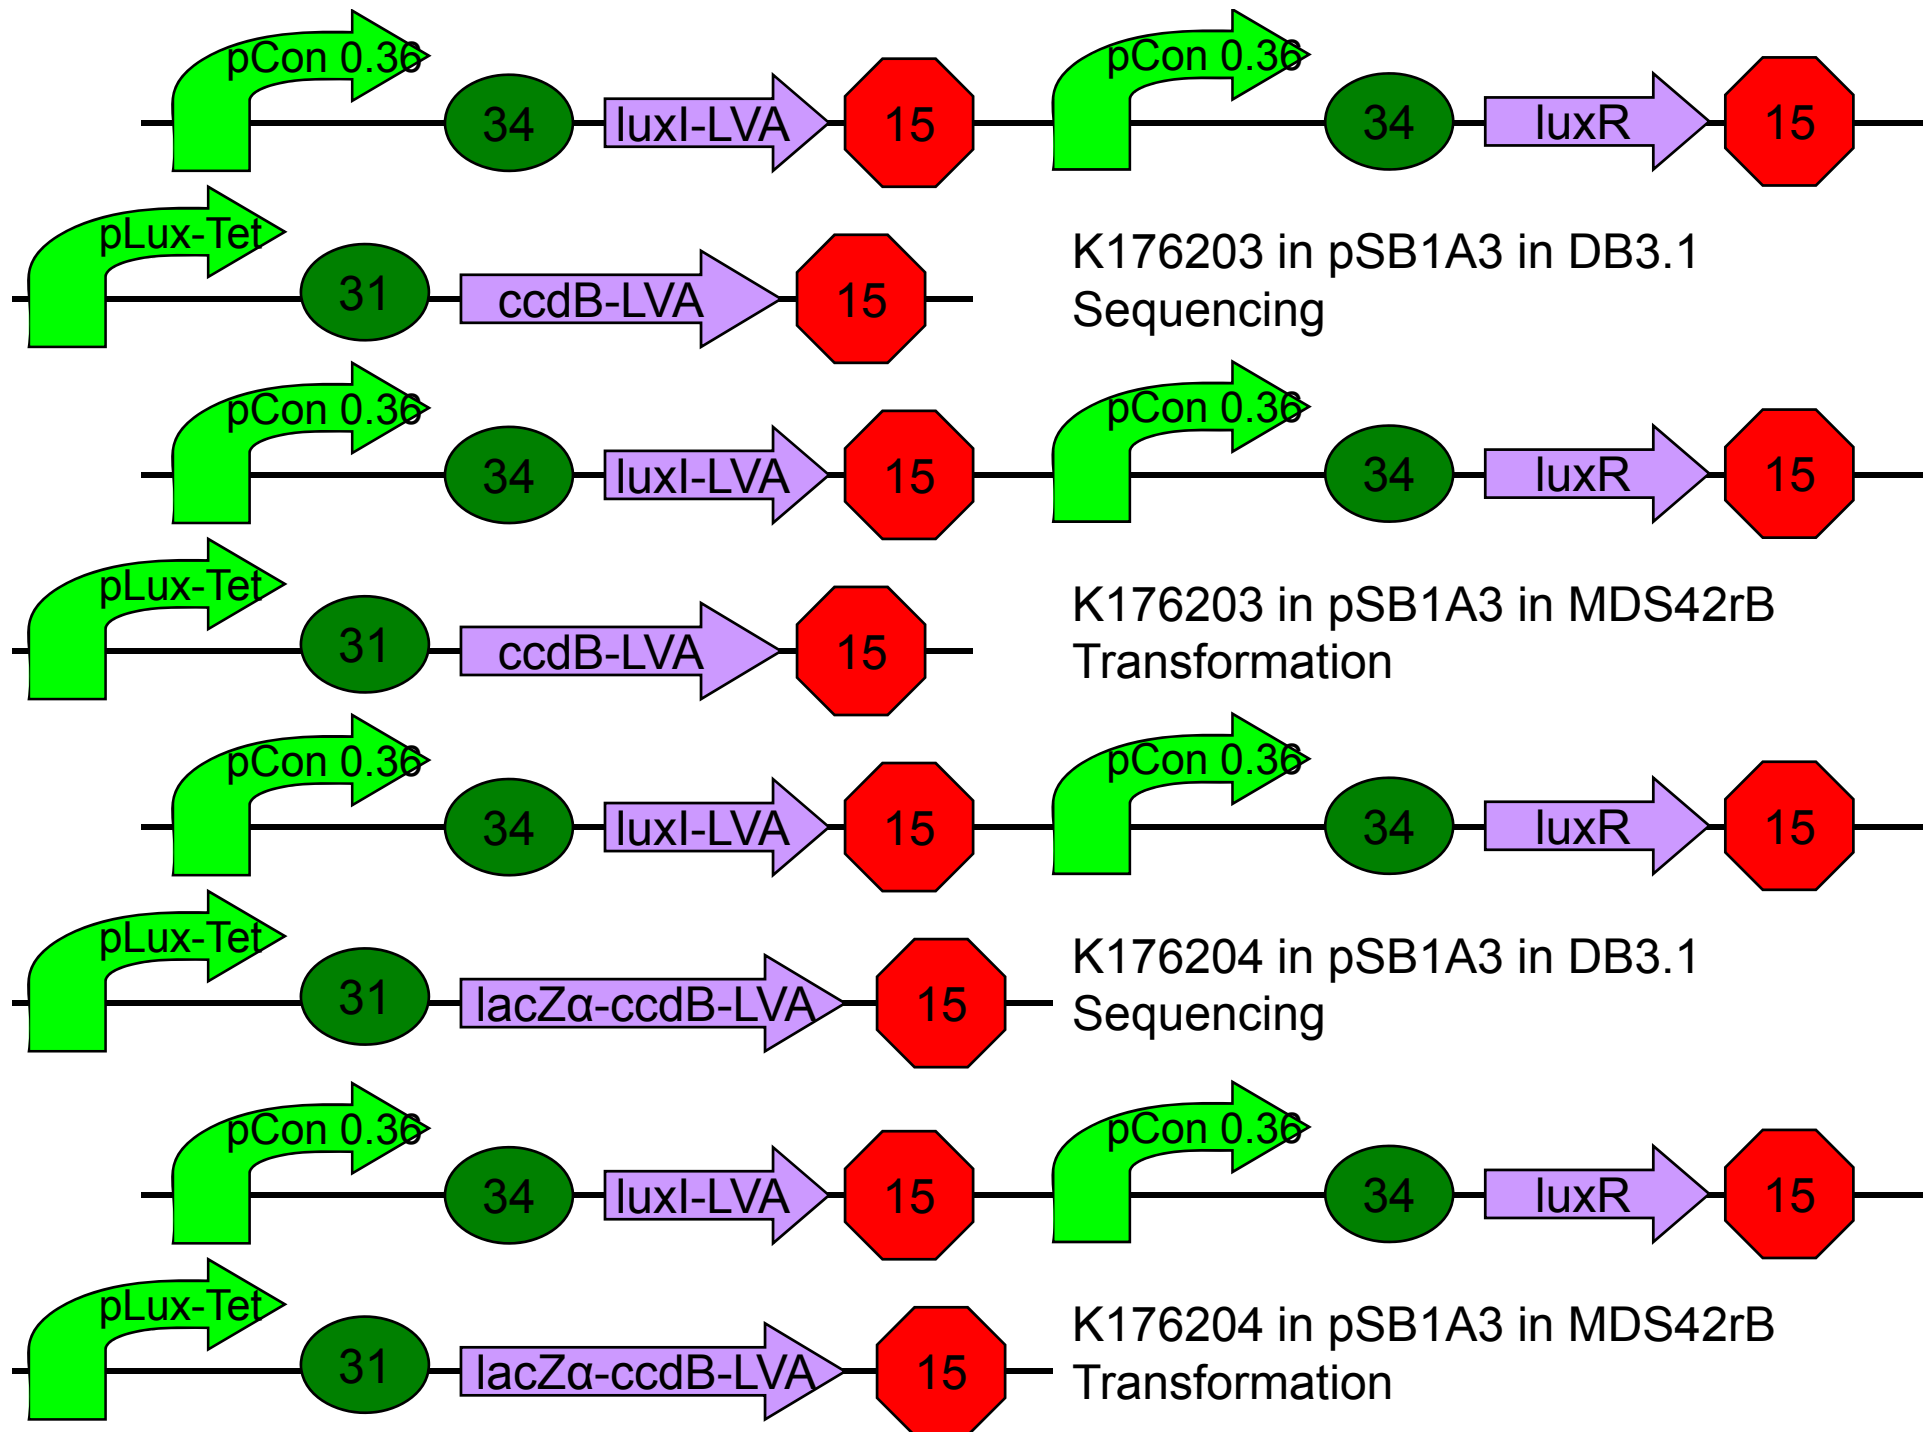 pCon 0.36 34 luxI-LVA 15 pCon 0.36 34 luxR 15
pLux-Tet 31 ccdB-LVA 15
K176203 in pSB1A3 in DB3.1
Sequencing
pCon 0.36 34 luxI-LVA 15 pCon 0.36 34 luxR 15
pLux-Tet 31 ccdB-LVA 15
K176203 in pSB1A3 in MDS42rB
Transformation
pCon 0.36 34 luxI-LVA 15 pCon 0.36 34 luxR 15
pLux-Tet 31 lacZα-ccdB-LVA 15
K176204 in pSB1A3 in DB3.1
Sequencing
pCon 0.36 34 luxI-LVA 15 pCon 0.36 34 luxR 15
pLux-Tet 31 lacZα-ccdB-LVA 15
K176204 in pSB1A3 in MDS42rB
Transformation